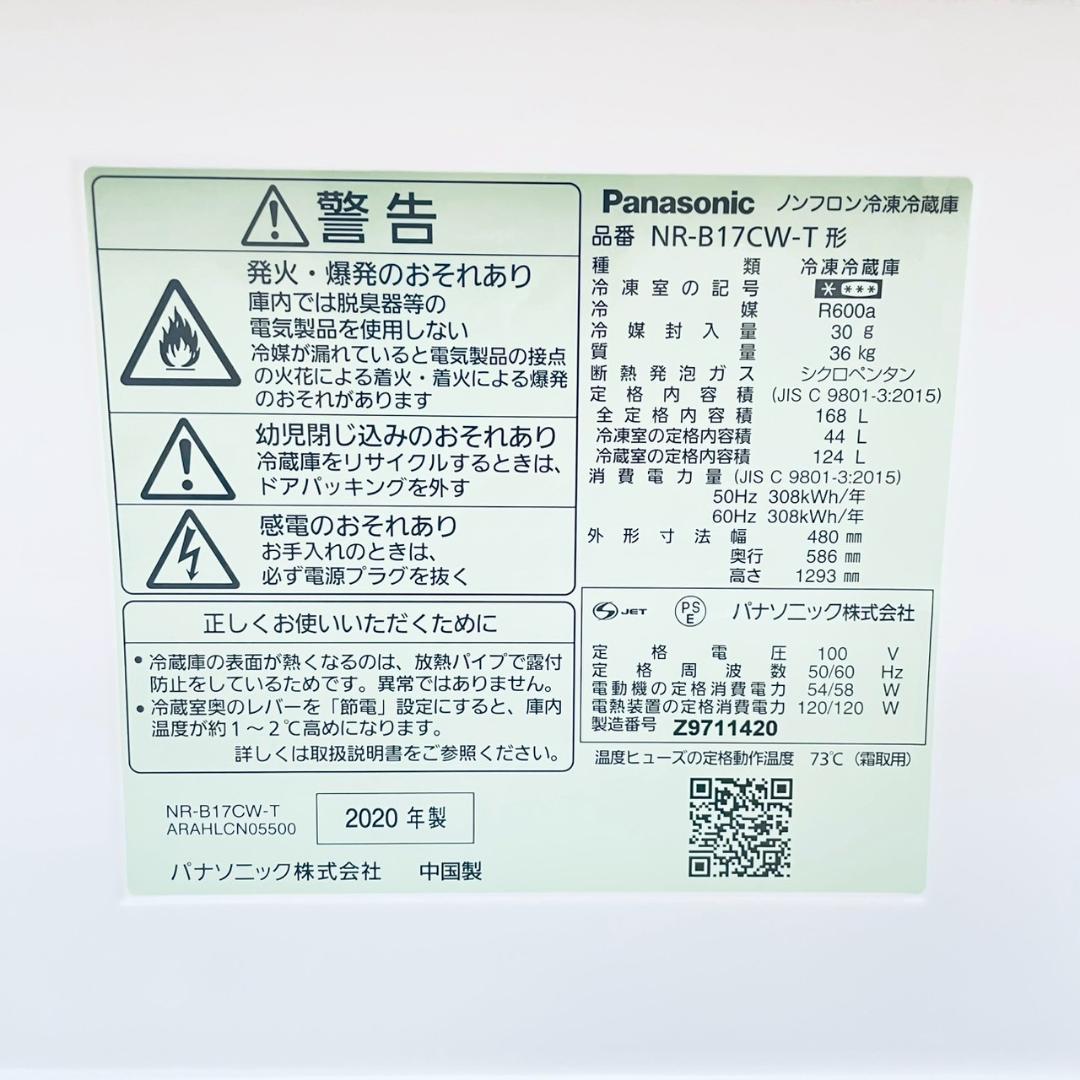 警告
発火・爆発のおそれあり
庫内では脱臭器等の
電気製品を使用しない
冷媒が漏れていると電気製品の接点
の火花による着火・着火による爆発
のおそれがあります
幼児閉じ込みのおそれあり
冷蔵庫をリサイクルするときは、
ドアパッキングを外す
感電のおそれあり
お手入れのときは、
必ず電源プラグを抜く
正しくお使いいただくために
•冷蔵庫の表面が熱くなるのは、放熱パイプで露付
防止をしているためです。異常ではありません。
•冷蔵室奥のレバーを「節電」設定にすると、庫内
温度が約1～2℃高めになります。
詳しくは取扱説明書をご参照ください。
NR-B17CW-T
ARAHLCN05500
2020 年製
パナソニック株式会社 中国製
Panasonic ノンフロン冷凍冷蔵庫
品番 NR-B17CW-T 形
種類 冷凍冷蔵庫
冷凍室の記号 * ***
冷媒 R600a
冷媒封入量 30 g
質量 36 kg
断熱発泡ガス シクロペンタン
定格内容積 (JIS C 9801-3:2015)
全定格内容積 168 L
冷凍室の定格内容積 44 L
冷蔵室の定格内容積 124 L
消費電力量 (JIS C 9801-3:2015)
50Hz 308kWh/年
60Hz 308kWh/年
外形寸法 幅 480 ㎜
奥行 586 ㎜
高さ 1293 ㎜
S JET PS E パナソニック株式会社
定格電圧 100 V
定格周波数 50/60 Hz
電動機の定格消費電力 54/58 W
電熱装置の定格消費電力 120/120 W
製造番号 Z9711420
温度ヒューズの定格動作温度 73℃（霜取用）